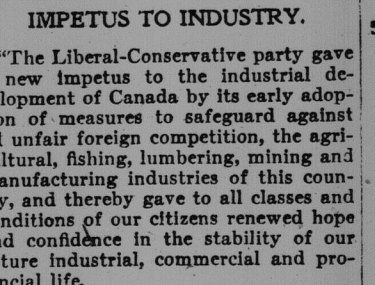 IMPETUS TO INDUSTRY.
"The Liberal-Conservative party gave
new impetus to the industrial de-
lopment of Canada by its early adop-
on of measures to safeguard against
unfair foreign competition, the agri-
ltural, fishing, lumbering, mining and
anufacturing industries of this coun-
y, and thereby gave to all classes and
nditions of our citizens renewed hope
nd confidence in the stability of our
ture industrial, commercial and pro-
ncial life.